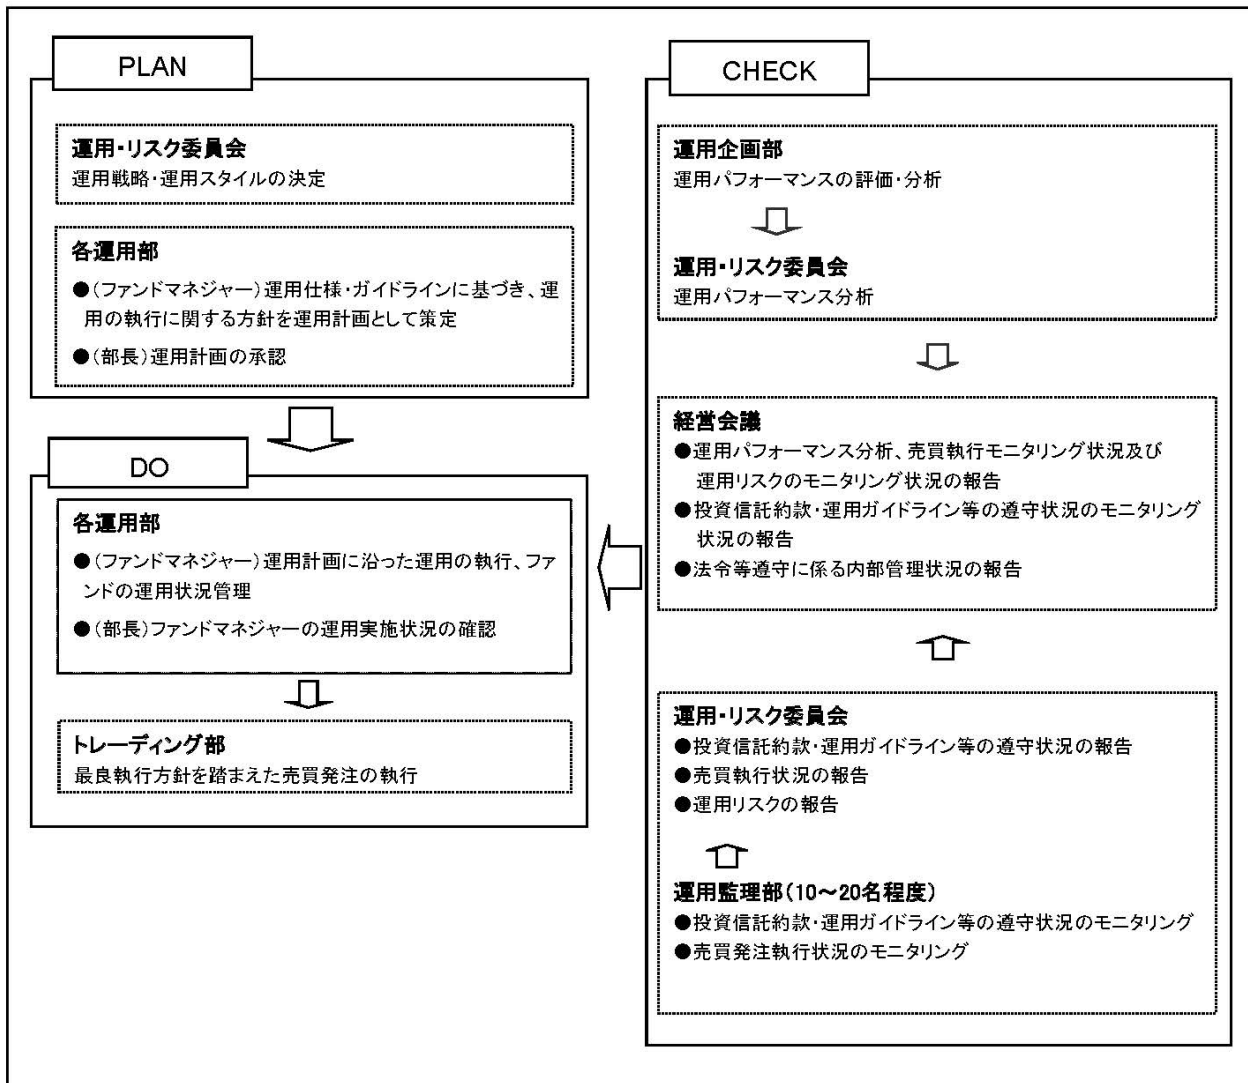 PLAN
運用・リスク委員会
運用戦略・運用スタイルの決定
各運用部
●(ファンドマネジャー)運用仕様・ガイドラインに基づき、運
用の執行に関する方針を運用計画として策定
●(部長)運用計画の承認
DO
各運用部
●(ファンドマネジャー)運用計画に沿った運用の執行、ファ
ンドの運用状況管理
●(部長)ファンドマネジャーの運用実施状況の確認
トレーディング部
最良執行方針を踏まえた売買発注の執行
CHECK
運用企画部
運用パフォーマンスの評価・分析
運用・リスク委員会
運用パフォーマンス分析
経営会議
●運用パフォーマンス分析、売買執行モニタリング状況及び
運用リスクのモニタリング状況の報告
●投資信託約款・運用ガイドライン等の遵守状況のモニタリング
状況の報告
●法令等遵守に係る内部管理状況の報告
運用・リスク委員会
●投資信託約款・運用ガイドライン等の遵守状況の報告
●売買執行状況の報告
●運用リスクの報告
運用監理部(10~20名程度)
●投資信託約款・運用ガイドライン等の遵守状況のモニタリング
●売買発注執行状況のモニタリング